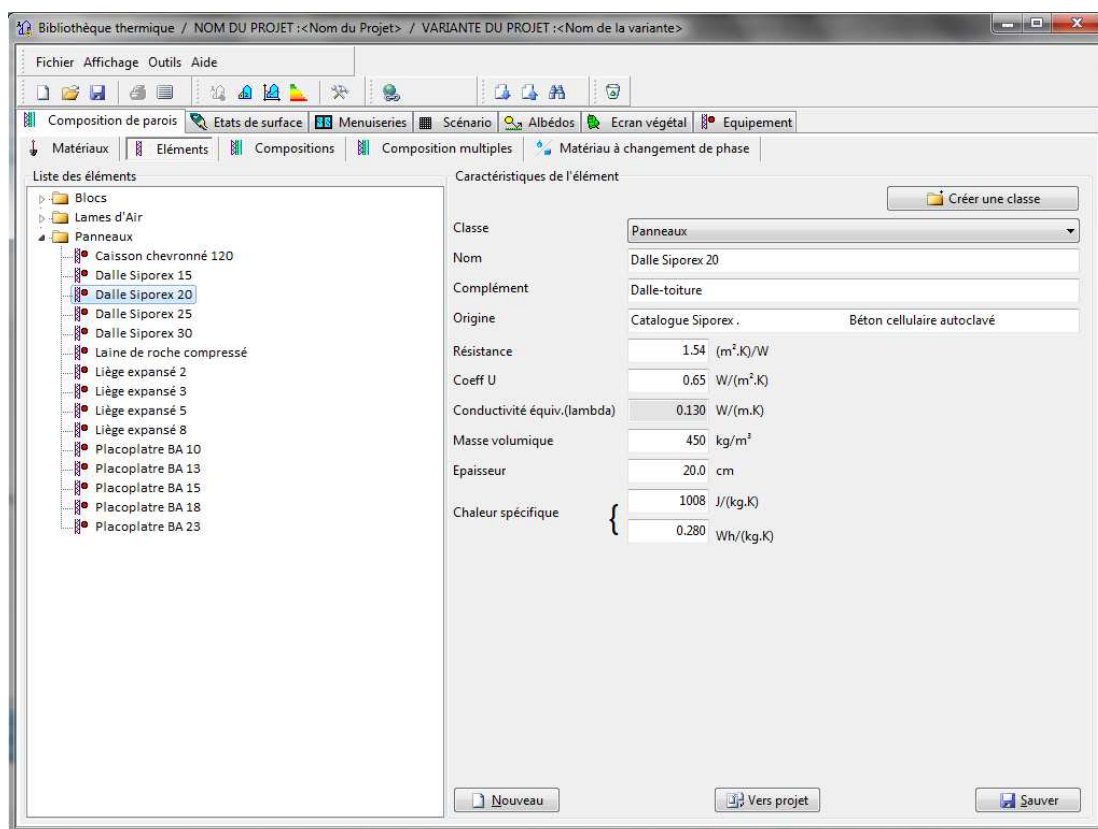 Bibliothèque thermique / NOM DU PROJET :<Nom du Projet> / VARIANTE DU PROJET :<Nom de la variante>
Fichier Affichage Outils Aide
Composition de parois Etats de surface Menuiseries Scénario Albédos Ecran végétal Equipement
Matériaux Eléments Compositions Composition multiples Matériau à changement de phase
Liste des éléments
Blocs
Lames d'Air
Panneaux
Caisson chevronné 120
Dalle Siporex 15
Dalle Siporex 20
Dalle Siporex 25
Dalle Siporex 30
Laine de roche compressé
Liège expansé 2
Liège expansé 3
Liège expansé 5
Liège expansé 8
Placoplatre BA 10
Placoplatre BA 13
Placoplatre BA 15
Placoplatre BA 18
Placoplatre BA 23
Caractéristiques de l'élément
Créer une classe
Classe Panneaux
Nom Dalle Siporex 20
Complément Dalle-toiture
Origine Catalogue Siporex . Béton cellulaire autoclavé
Résistance 1.54 (m².K)/W
Coeff U 0.65 W/(m².K)
Conductivité équiv.(lambda) 0.130 W/(m.K)
Masse volumique 450 kg/m³
Epaisseur 20.0 cm
Chaleur spécifique { 1008 J/(kg.K)
0.280 Wh/(kg.K)
Nouveau Vers projet Sauver